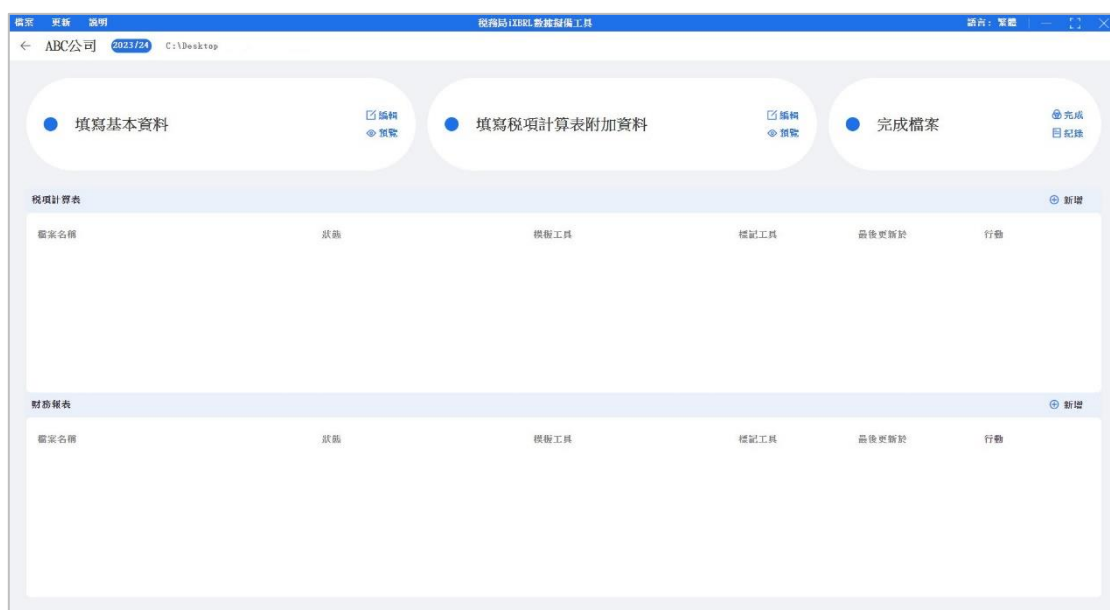 檔案 更新 說明 稅務局iXBRL數據擬備工具 語言: 繁體
ABC公司 2023/24 C:\Desktop
填寫基本資料 編輯 預覽
填寫税項計算表附加資料 編輯 預覽
完成檔案 完成 紀錄
税項計算表 新增
檔案名稱 狀態 模板工具 標記工具 最後更新於 行動
財務報表 新增
檔案名稱 狀態 模板工具 標記工具 最後更新於 行動